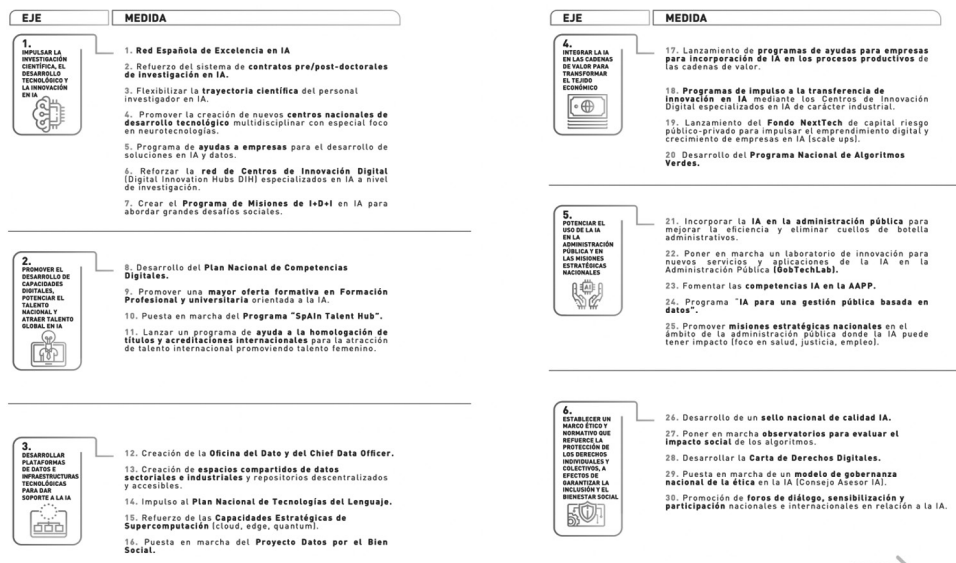 EJE MEDIDA
1.
IMPULSAR LA
INVESTIGACIÓN
CIENTÍFICA, EL
DESARROLLO
TECNOLÓGICO Y
LA INNOVACIÓN
EN IA
1. Red Española de Excelencia en IA
2. Refuerzo del sistema de contratos pre/post-doctorales
de investigación en IA.
3. Flexibilizar la trayectoria científica del personal
investigador en IA.
4. Promover la creación de nuevos centros nacionales de
desarrollo tecnológico multidisciplinar con especial foco
en neurotecnologías.
5. Programa de ayudas a empresas para el desarrollo de
soluciones en IA y datos.
6. Reforzar la red de Centros de Innovación Digital
(Digital Innovation Hubs DIH) especializados en IA a nivel
de investigación.
7. Crear el Programa de Misiones de I+D+I en IA para
abordar grandes desafíos sociales.
2.
PROMOVER EL
DESARROLLO DE
CAPACIDADES
DIGITALES,
POTENCIAR EL
TALENTO
NACIONAL Y
ATRAER TALENTO
GLOBAL EN IA
8. Desarrollo del Plan Nacional de Competencias
Digitales.
9. Promover una mayor oferta formativa en Formación
Profesional y universitaria orientada a la IA.
10. Puesta en marcha del Programa "SpAIn Talent Hub".
11. Lanzar un programa de ayuda a la homologación de
títulos y acreditaciones internacionales para la atracción
de talento internacional promoviendo talento femenino.
3.
DESARROLLAR
PLATAFORMAS
DE DATOS E
INFRAESTRUCTURAS
TECNOLÓGICAS
PARA DAR
SOPORTE A LA IA
12. Creación de la Oficina del Dato y del Chief Data Officer.
13. Creación de espacios compartidos de datos
sectoriales e industriales y repositorios descentralizados
y accesibles.
14. Impulso al Plan Nacional de Tecnologías del Lenguaje.
15. Refuerzo de las Capacidades Estratégicas de
Supercomputación (cloud, edge, quantum).
16. Puesta en marcha del Proyecto Datos por el Bien
Social.
EJE MEDIDA
4.
INTEGRAR LA IA
EN LAS CADENAS
DE VALOR PARA
TRANSFORMAR
EL TEJIDO
ECONÓMICO
17. Lanzamiento de programas de ayudas para empresas
para incorporación de IA en los procesos productivos de
las cadenas de valor.
18. Programas de impulso a la transferencia de
innovación en IA mediante los Centros de Innovación
Digital especializados en IA de carácter industrial.
19. Lanzamiento del Fondo NextTech de capital riesgo
público-privado para impulsar el emprendimiento digital y
crecimiento de empresas en IA (scale ups).
20 Desarrollo del Programa Nacional de Algoritmos
Verdes.
5.
POTENCIAR EL
USO DE LA IA
EN LA
ADMINISTRACIÓN
PÚBLICA Y EN
LAS MISIONES
ESTRATÉGICAS
NACIONALES
AI
21. Incorporar la IA en la administración pública para
mejorar la eficiencia y eliminar cuellos de botella
administrativos.
22. Poner en marcha un laboratorio de innovación para
nuevos servicios y aplicaciones de la IA en la
Administración Pública (GobTechLab).
23. Fomentar las competencias IA en la AAPP.
24. Programa "IA para una gestión pública basada en
datos".
25. Promover misiones estratégicas nacionales en el
ámbito de la administración pública donde la IA puede
tener impacto (foco en salud, justicia, empleo).
6.
ESTABLECER UN
MARCO ÉTICO Y
NORMATIVO QUE
REFUERCE LA
PROTECCIÓN DE
LOS DERECHOS
INDIVIDUALES Y
COLECTIVOS, A
EFECTOS DE
GARANTIZAR LA
INCLUSIÓN Y EL
BIENESTAR SOCIAL
26. Desarrollo de un sello nacional de calidad IA.
27. Poner en marcha observatorios para evaluar el
impacto social de los algoritmos.
28. Desarrollar la Carta de Derechos Digitales.
29. Puesta en marcha de un modelo de gobernanza
nacional de la ética en la IA (Consejo Asesor IA).
30. Promoción de foros de diálogo, sensibilización y
participación nacionales e internacionales en relación a la IA.